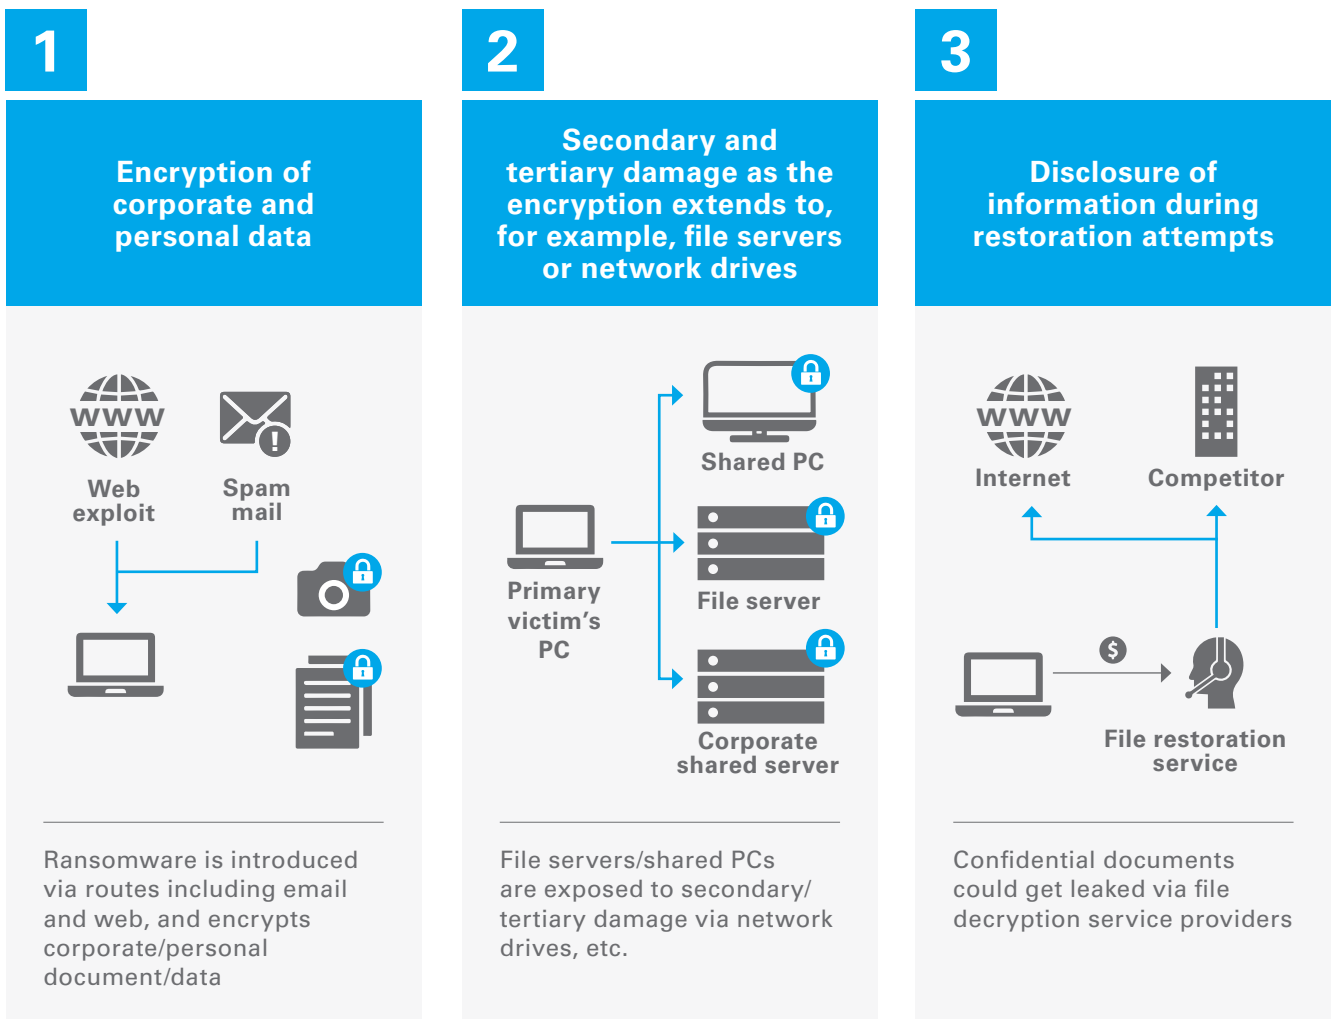 1
Encryption of
corporate and
personal data
WWW
Web
exploit
Spam
mail
!
Ransomware is introduced
via routes including email
and web, and encrypts
corporate/personal
document/data
2
Secondary and
tertiary damage as the
encryption extends to,
for example, file servers
or network drives
Shared PC
Primary
victim's
PC
File server
Corporate
shared server
File servers/shared PCs
are exposed to secondary/
tertiary damage via network
drives, etc.
3
Disclosure of
information during
restoration attempts
WWW
Internet
Competitor
$
File restoration
service
Confidential documents
could get leaked via file
decryption service providers